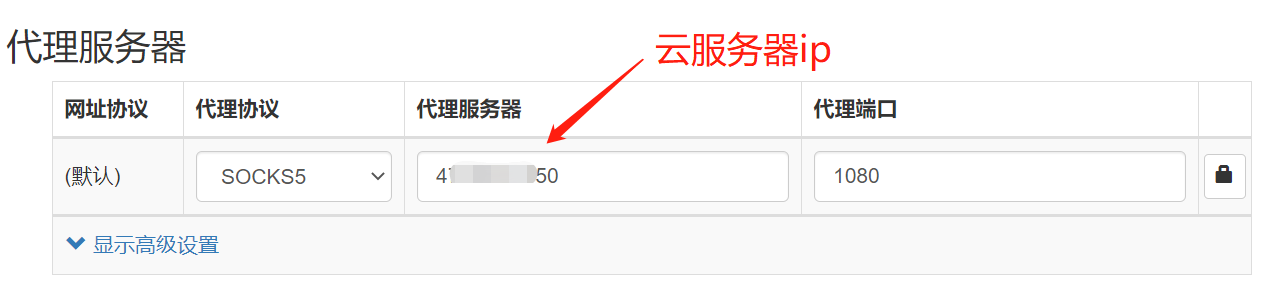 代理服务器
云服务器ip
网址协议 代理协议 代理服务器 代理端口
(默认) SOCKS5 4 50 1080
显示高级设置